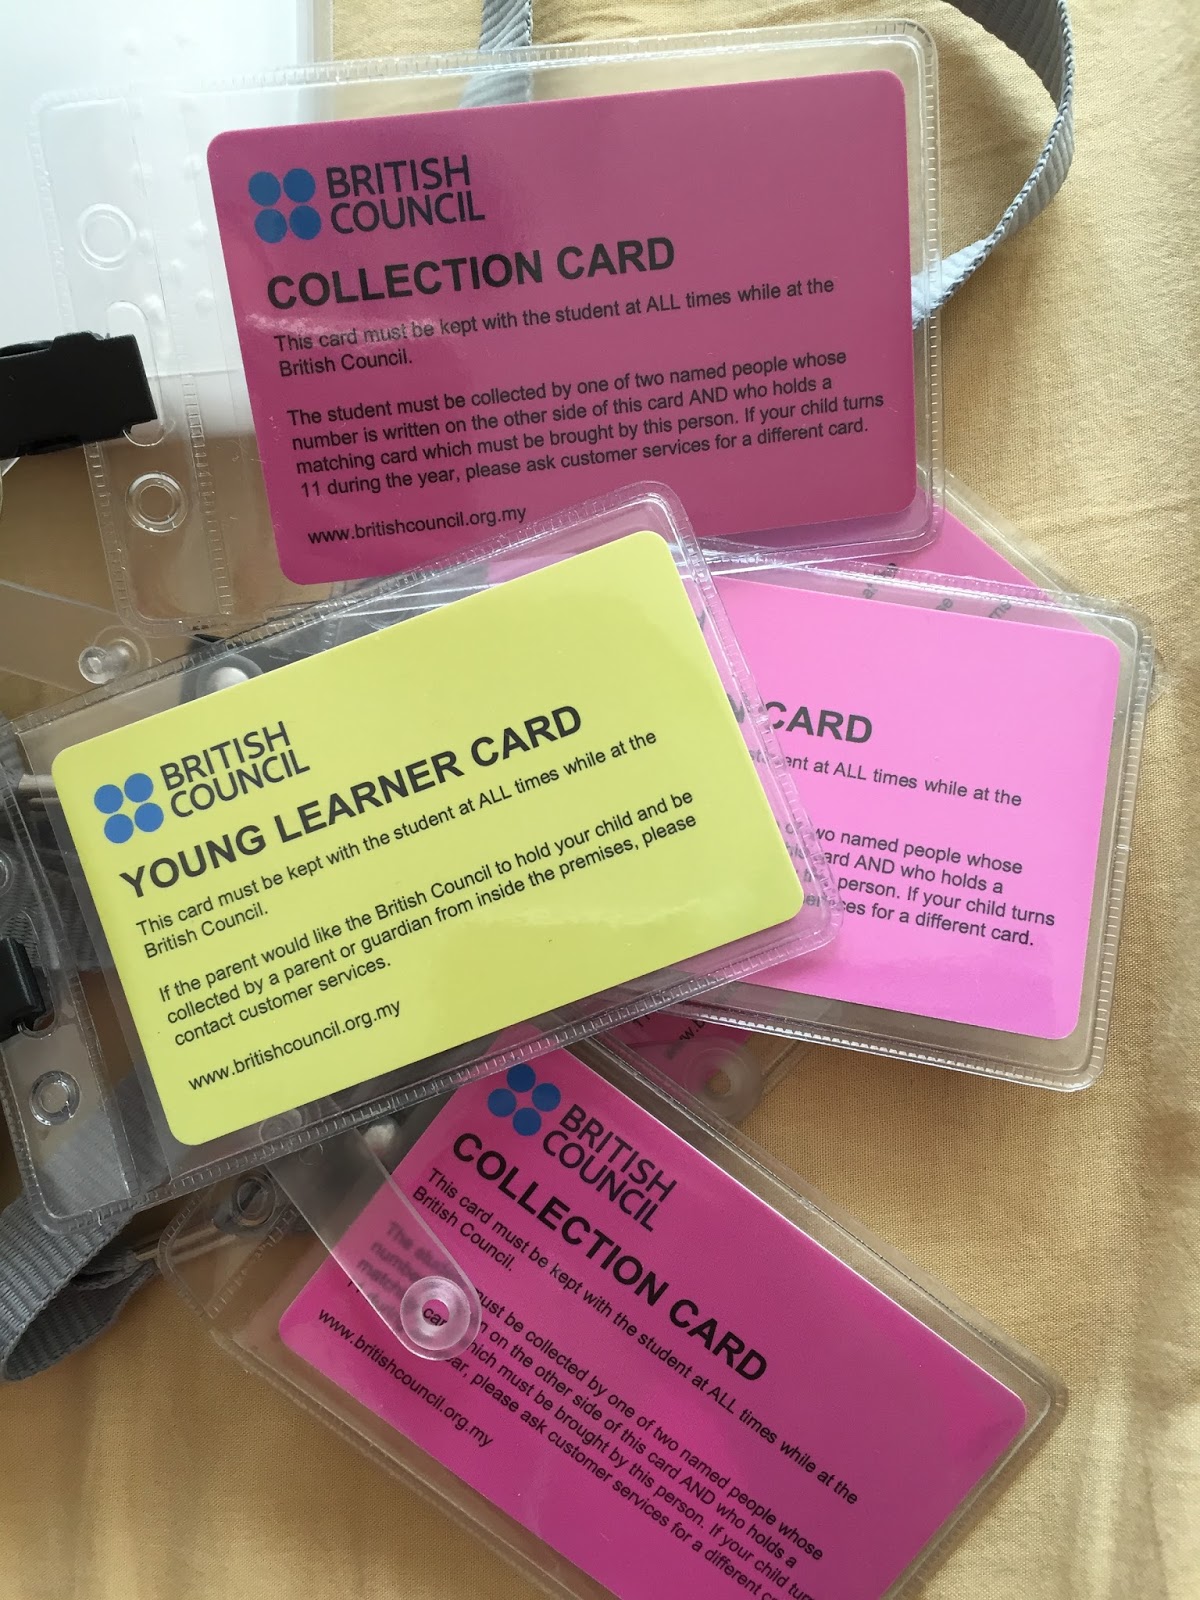 BRITISH
COUNCIL
COLLECTION CARD
This card must be kept with the student at ALL times while at the
British Council.
The student must be collected by one of two named people whose
number is written on the other side of this card AND who holds a
matching card which must be brought by this person. If your child turns
11 during the year, please ask customer services for a different card.
www.britishcouncil.org.my
BRITISH
COUNCIL
YOUNG LEARNER CARD
This card must be kept with the student at ALL times while at the
British Council.
If the parent would like the British Council to hold your child and be
collected by a parent or guardian from inside the premises, please
contact customer services.
www.britishcouncil.org.my
CARD
at ALL times while at the
two named people whose
card AND who holds a
person. If your child turns
for a different card.
BRITISH
COUNCIL
COLLECTION CARD
This card must be kept with the student at ALL times while at the
British Council.
must be collected by one of two named people whose
on the other side of this card AND who holds a
which must be brought by this person. If your child turns
please ask customer services for a different
www.britishcouncil.org.my